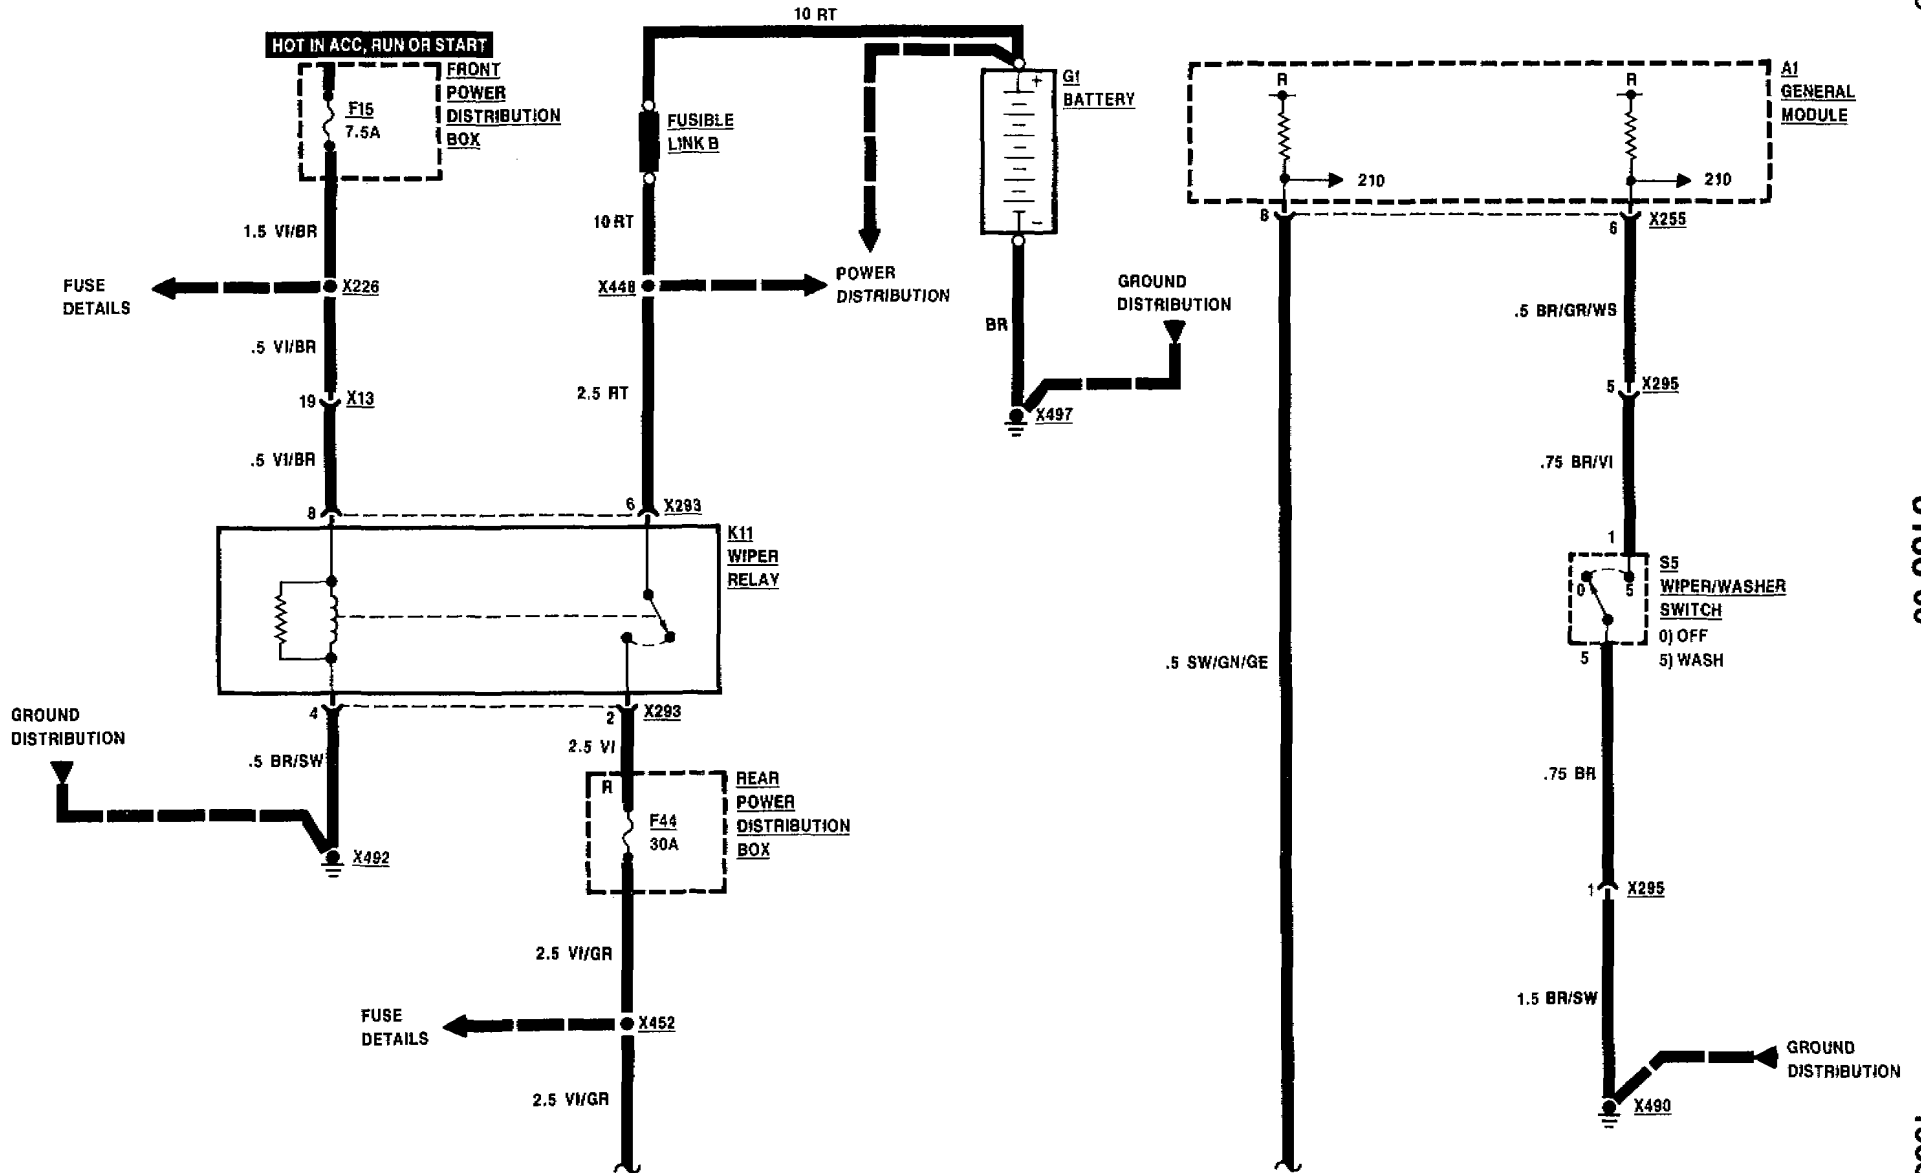 10 RT
HOT IN ACC, RUN OR START
FRONT
POWER
DISTRIBUTION
BOX
F15
7.5A
FUSIBLE
LINK B
G1
BATTERY
+
-
R
R
A1
GENERAL
MODULE
210
210
8
6
X255
1.5 VI/BR
10 RT
FUSE
DETAILS
X226
X448
POWER
DISTRIBUTION
GROUND
DISTRIBUTION
BR
.5 BR/GR/WS
.5 VI/BR
2.5 RT
19
X13
X497
5
X295
.5 VI/BR
.75 BR/VI
8
6
X293
K11
WIPER
RELAY
1
S5
WIPER/WASHER
SWITCH
0) OFF
5) WASH
0
5
5
.5 SW/GN/GE
4
2
X293
GROUND
DISTRIBUTION
.5 BR/SW
2.5 VI
R
REAR
POWER
DISTRIBUTION
BOX
F44
30A
.75 BR
X492
1
X295
2.5 VI/GR
1.5 BR/SW
FUSE
DETAILS
X452
GROUND
DISTRIBUTION
2.5 VI/GR
X490